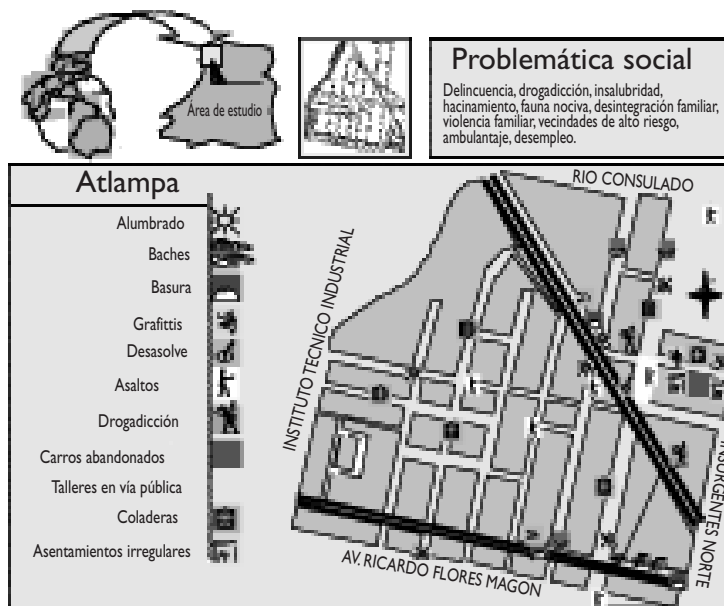 Área de estudio
Problemática social
Delincuencia, drogadicción, insalubridad,
hacinamiento, fauna nociva, desintegración familiar,
violencia familiar, vecindades de alto riesgo,
ambulantaje, desempleo.
Atlampa
Alumbrado
Baches
Basura
Grafittis
Desasolve
Asaltos
Drogadicción
Carros abandonados
Talleres en vía pública
Coladeras
Asentamientos irregulares
RIO CONSULADO
INSTITUTO TECNICO INDUSTRIAL
INSURGENTES NORTE
AV. RICARDO FLORES MAGON